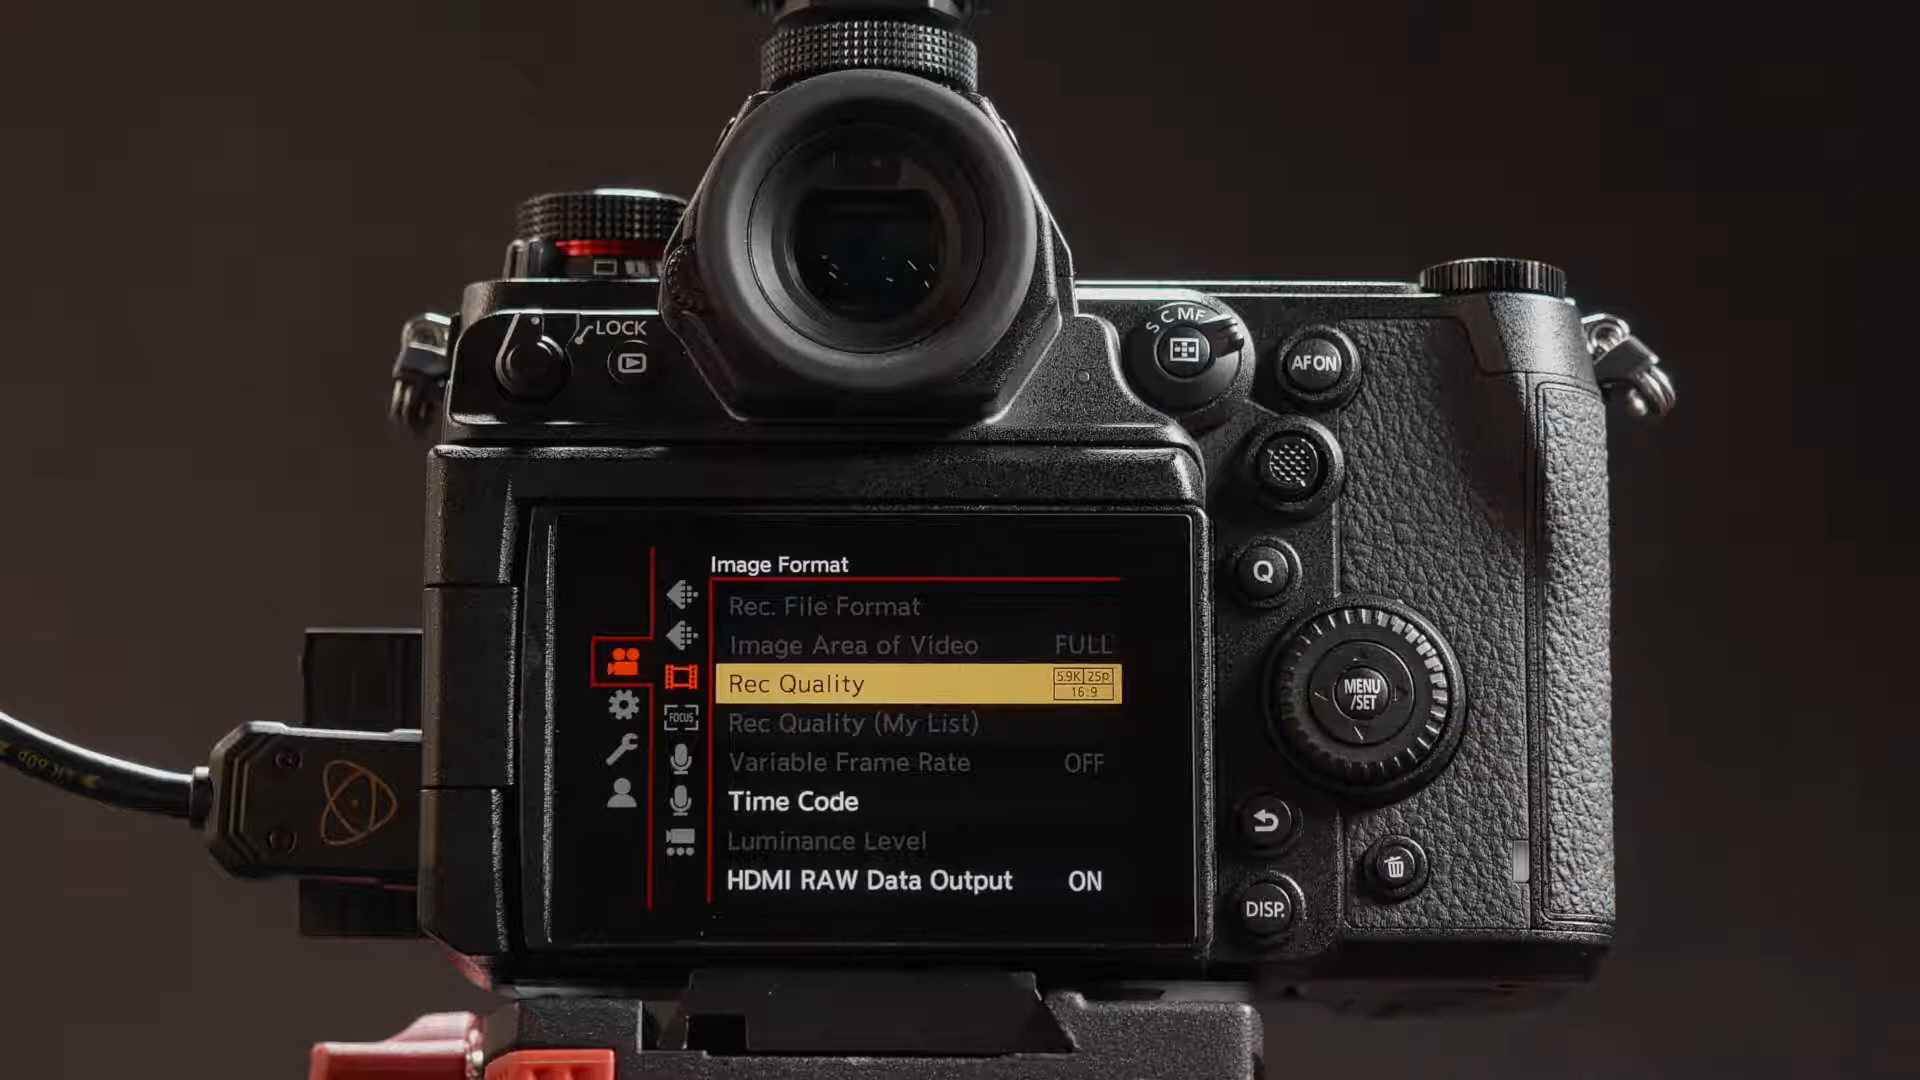 LOCK
S C MF
AF ON
Image Format
Rec. File Format
Image Area of Video FULL
Rec Quality 5.9K 25p 16:9
Rec Quality (My List)
Variable Frame Rate OFF
Time Code
Luminance Level
HDMI RAW Data Output ON
FOCUS
Q
MENU
/SET
DISP.
4K 60p